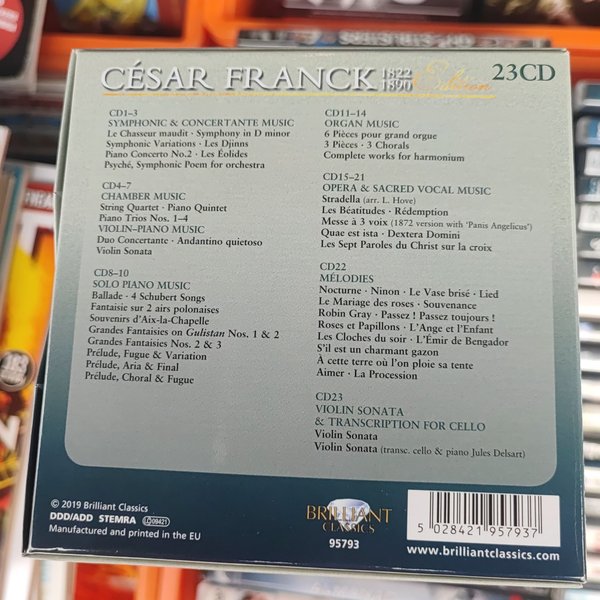 CÉSAR FRANCK 1822 1890 Edition 23CD
CD1–3
SYMPHONIC & CONCERTANTE MUSIC
Le Chasseur maudit · Symphony in D minor
Symphonic Variations · Les Djinns
Piano Concerto No.2 · Les Éolides
Psyché, Symphonic Poem for orchestra
CD4–7
CHAMBER MUSIC
String Quartet · Piano Quintet
Piano Trios Nos. 1–4
VIOLIN–PIANO MUSIC
Duo Concertante · Andantino quietoso
Violin Sonata
CD8–10
SOLO PIANO MUSIC
Ballade · 4 Schubert Songs
Fantaisie sur 2 airs polonaises
Souvenirs d'Aix-la-Chapelle
Grandes Fantaisies on Gulistan Nos. 1 & 2
Grandes Fantaisies Nos. 2 & 3
Prélude, Fugue & Variation
Prélude, Aria & Final
Prélude, Choral & Fugue
CD11–14
ORGAN MUSIC
6 Pièces pour grand orgue
3 Pièces · 3 Chorals
Complete works for harmonium
CD15–21
OPERA & SACRED VOCAL MUSIC
Stradella (arr. L. Hove)
Les Béatitudes · Rédemption
Messe à 3 voix (1872 version with 'Panis Angelicus')
Quae est ista · Dextera Domini
Les Sept Paroles du Christ sur la croix
CD22
MÉLODIES
Nocturne · Ninon · Le Vase brisé · Lied
Le Mariage des roses · Souvenance
Robin Gray · Passez ! Passez toujours !
Roses et Papillons · L'Ange et l'Enfant
Les Cloches du soir · L'Émir de Bengador
S'il est un charmant gazon
À cette terre où l'on ploie sa tente
Aimer · La Procession
CD23
VIOLIN SONATA
& TRANSCRIPTION FOR CELLO
Violin Sonata
Violin Sonata (transc. cello & piano Jules Delsart)
© 2019 Brilliant Classics
DDD/ADD STEMRA LC09421
Manufactured and printed in the EU
BRILLIANT
CLASSICS
95793
5 028421 957937
www.brilliantclassics.com